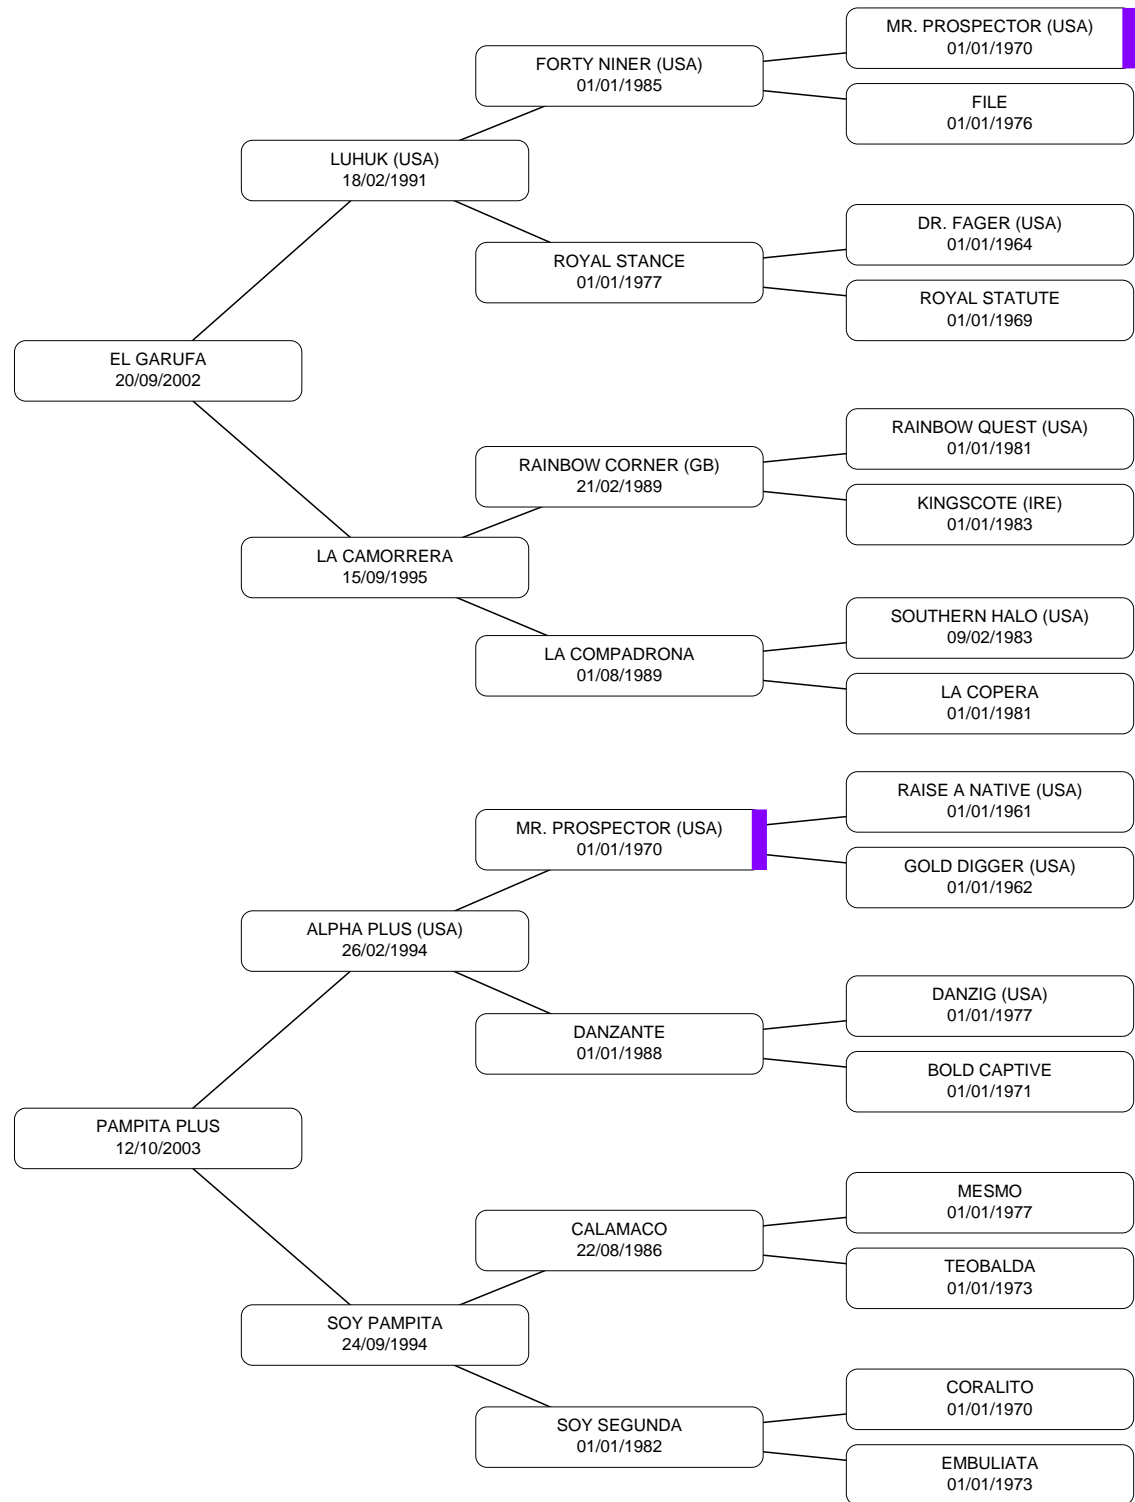 MR. PROSPECTOR (USA)
01/01/1970
FORTY NINER (USA)
01/01/1985
FILE
01/01/1976
LUHUK (USA)
18/02/1991
DR. FAGER (USA)
01/01/1964
ROYAL STANCE
01/01/1977
ROYAL STATUTE
01/01/1969
EL GARUFA
20/09/2002
RAINBOW QUEST (USA)
01/01/1981
RAINBOW CORNER (GB)
21/02/1989
KINGSCOTE (IRE)
01/01/1983
LA CAMORRERA
15/09/1995
SOUTHERN HALO (USA)
09/02/1983
LA COMPADRONA
01/08/1989
LA COPERA
01/01/1981
RAISE A NATIVE (USA)
01/01/1961
MR. PROSPECTOR (USA)
01/01/1970
GOLD DIGGER (USA)
01/01/1962
ALPHA PLUS (USA)
26/02/1994
DANZIG (USA)
01/01/1977
DANZANTE
01/01/1988
BOLD CAPTIVE
01/01/1971
PAMPITA PLUS
12/10/2003
MESMO
01/01/1977
CALAMACO
22/08/1986
TEOBALDA
01/01/1973
SOY PAMPITA
24/09/1994
CORALITO
01/01/1970
SOY SEGUNDA
01/01/1982
EMBULIATA
01/01/1973